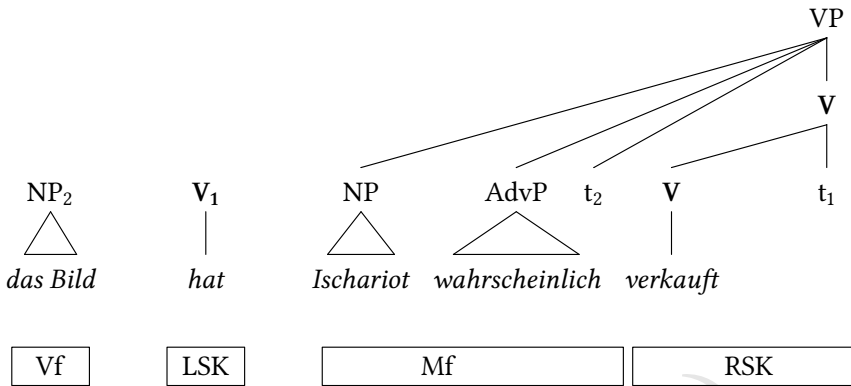 VP
V
NP₂ V₁ NP AdvP t₂ V t₁
das Bild hat Ischariot wahrscheinlich verkauft
Vf LSK Mf RSK